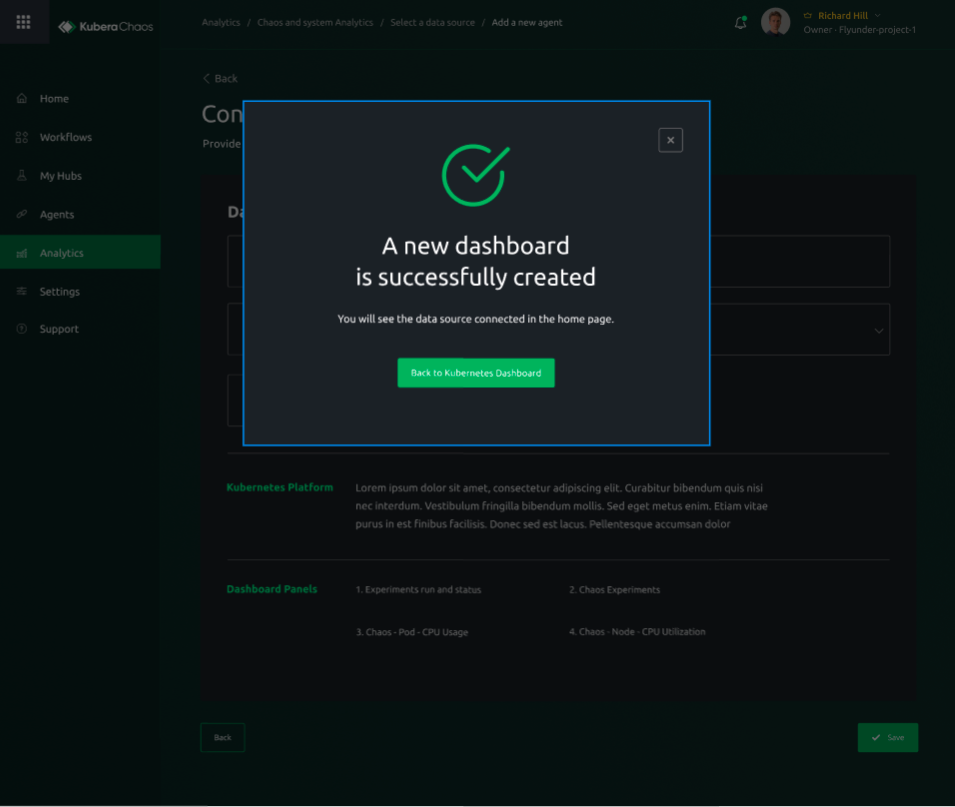 Kubera Chaos
Analytics / Chaos and system Analytics / Select a data source / Add a new agent
Richard Hill
Owner - Flyunder-project-1
Home
Workflows
My Hubs
Agents
Analytics
Settings
Support
Back
Con
Provide
A new dashboard
is successfully created
You will see the data source connected in the home page.
Back to Kubernetes Dashboard
Kubernetes Platform
Lorem ipsum dolor sit amet, consectetur adipiscing elit. Curabitur bibendum quis nisl
nec interdum. Vestibulum fringilla bibendum mollis. Sed eget metus enim. Etiam vitae
purus in est finibus facilisis. Donec sed est lacus. Pellentesque accumsan dolor
Dashboard Panels
1. Experiments run and status
2. Chaos Experiments
3. Chaos - Pod - CPU Usage
4. Chaos - Node - CPU Utilization
Back
Save